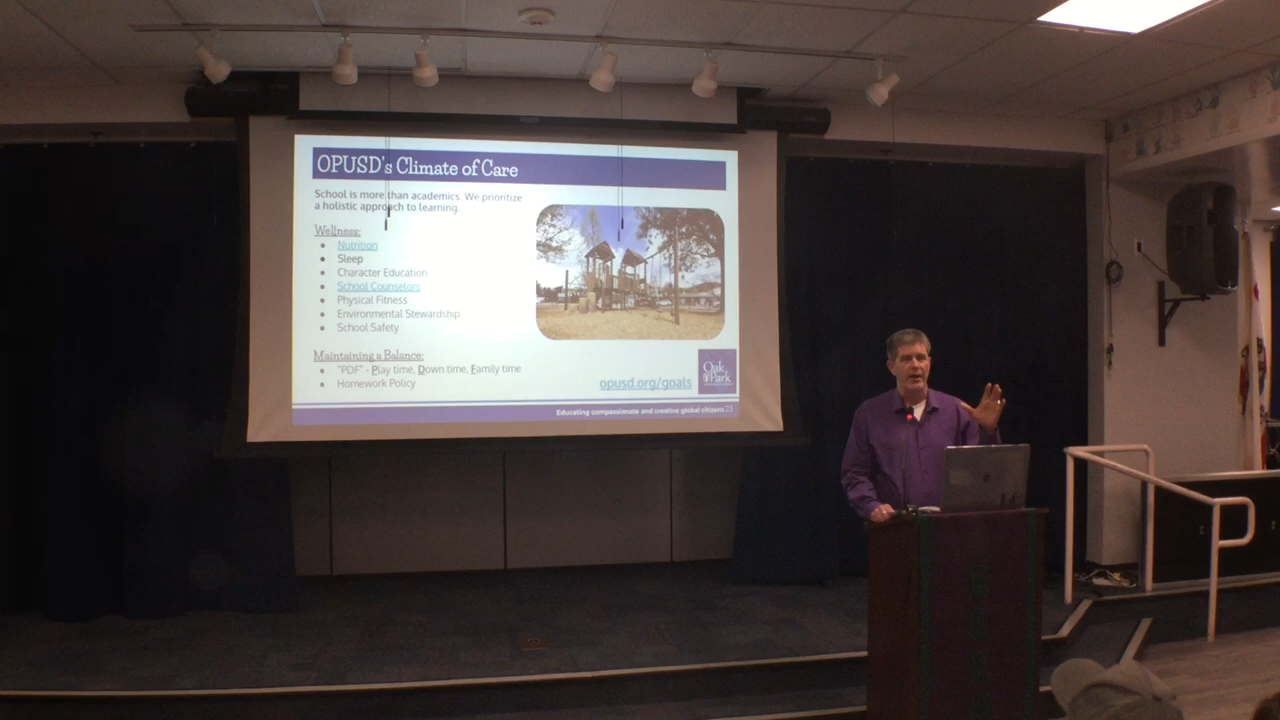 OPUSD's Climate of Care
School is more than academics. We prioritize
a holistic approach to learning.
Wellness:
• Nutrition
• Sleep
• Character Education
• School Counselors
• Physical Fitness
• Environmental Stewardship
• School Safety
Maintaining a Balance:
• "PDF" - Play time, Down time, Family time
• Homework Policy
opusd.org/goals
Oak
Park
Educating compassionate and creative global citizens 23